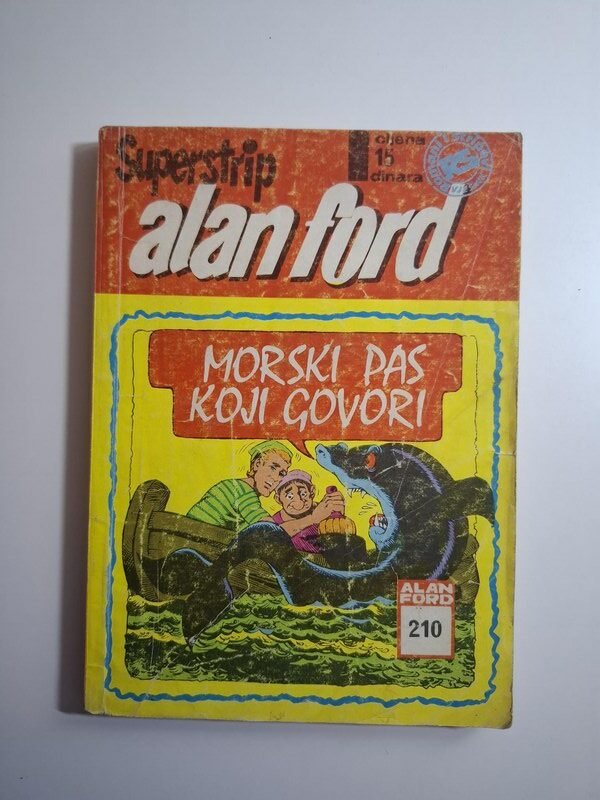 Superstrip
cijena
15
dinara
alan ford
MORSKI PAS
KOJI GOVORI
ALAN
FORD
210